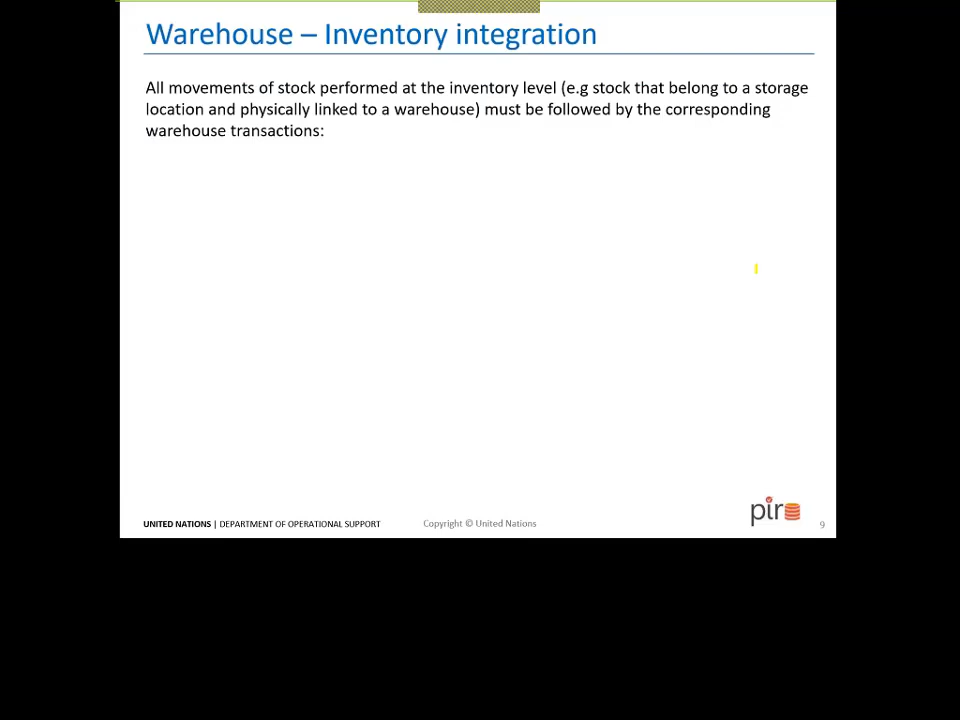 Warehouse – Inventory integration
All movements of stock performed at the inventory level (e.g stock that belong to a storage
location and physically linked to a warehouse) must be followed by the corresponding
warehouse transactions:
UNITED NATIONS | DEPARTMENT OF OPERATIONAL SUPPORT
Copyright © United Nations
pir
9